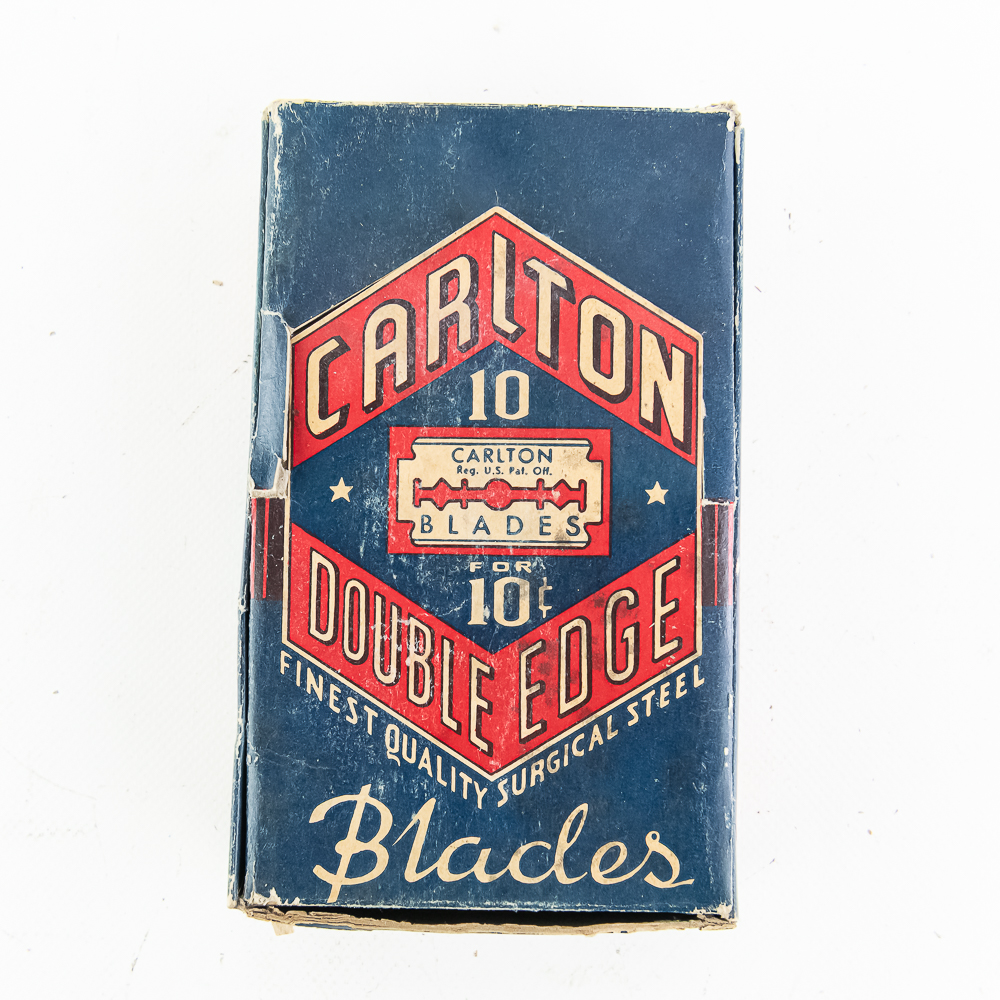 CARLTON
10
CARLTON
Reg. U.S. Pat. Off.
BLADES
FOR
10¢
DOUBLE EDGE
FINEST QUALITY SURGICAL STEEL
Blades